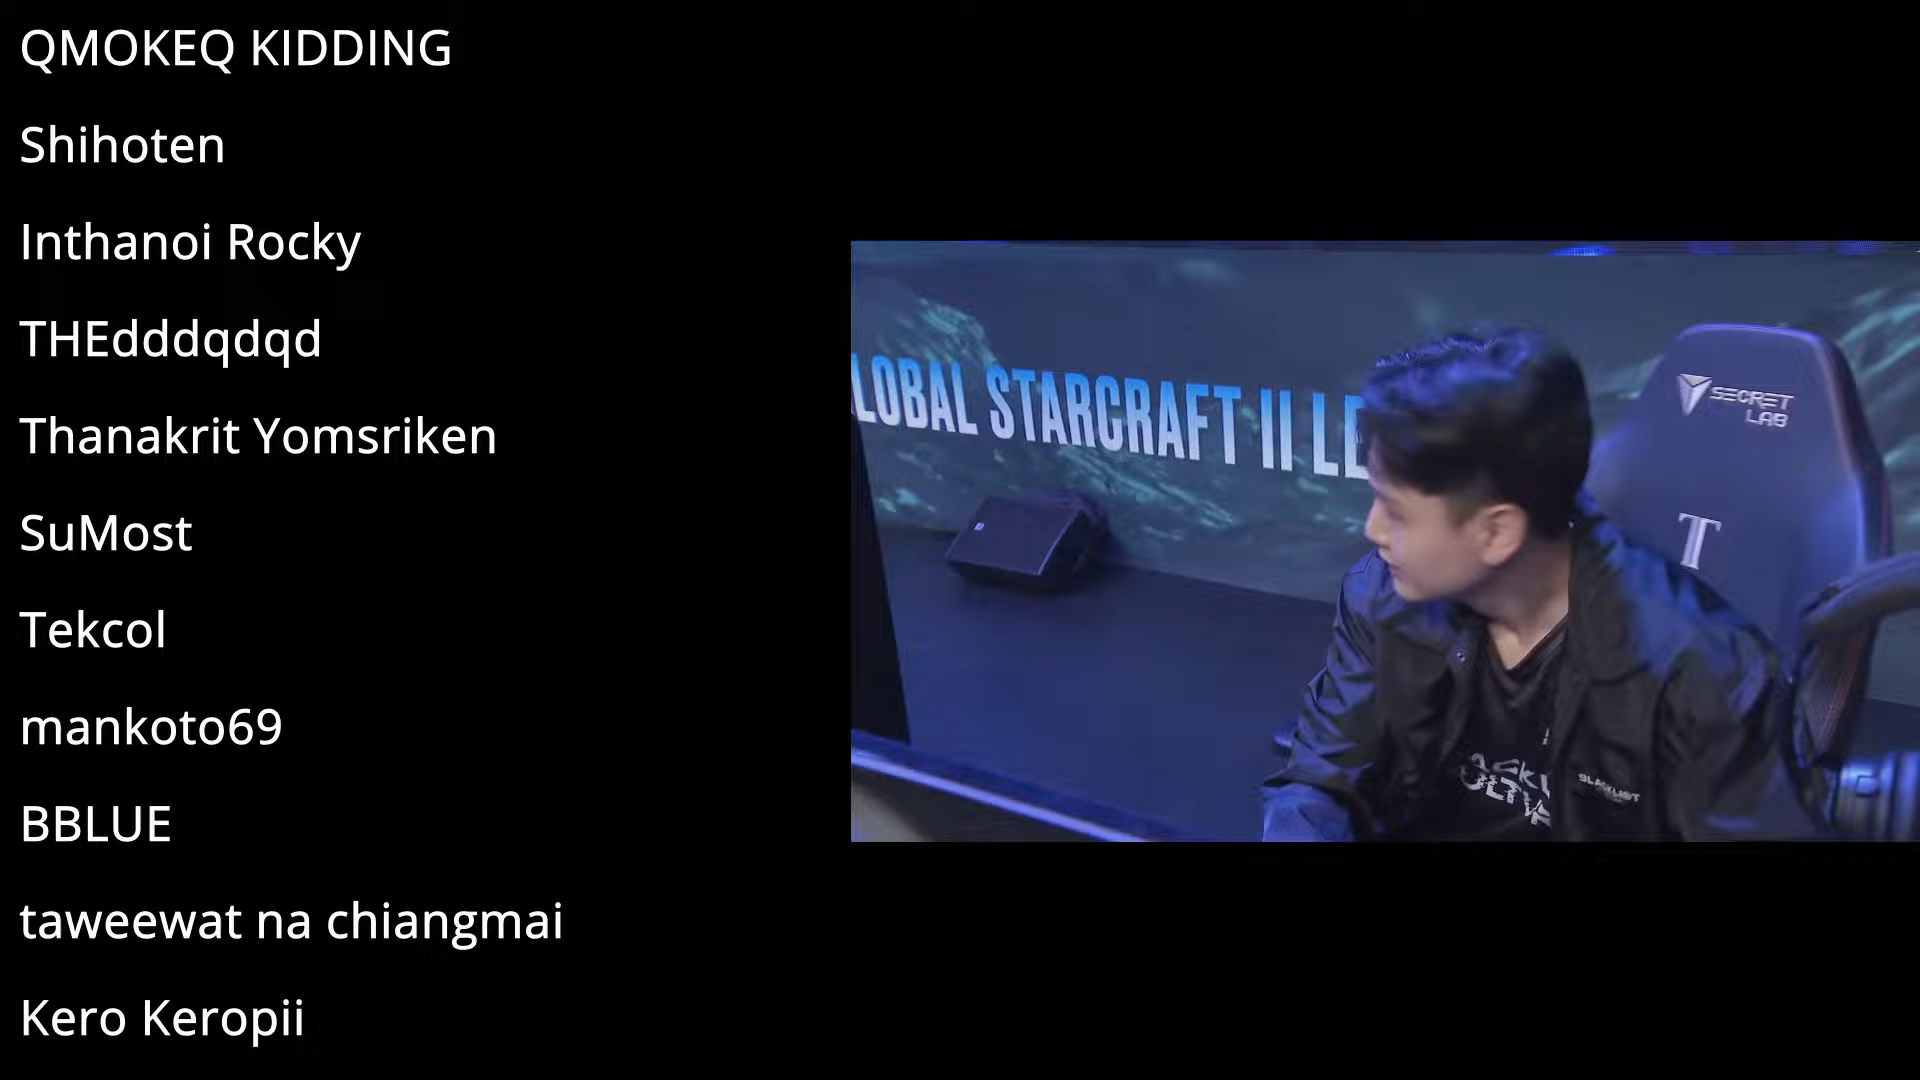 QMOKEQ KIDDING
Shihoten
Inthanoi Rocky
THEdddqdqd
Thanakrit Yomsriken
SuMost
Tekcol
mankoto69
BBLUE
taweewat na chiangmai
Kero Keropii
LOBAL STARCRAFT II LE
SECRET
LAB
T
BLACKLIST